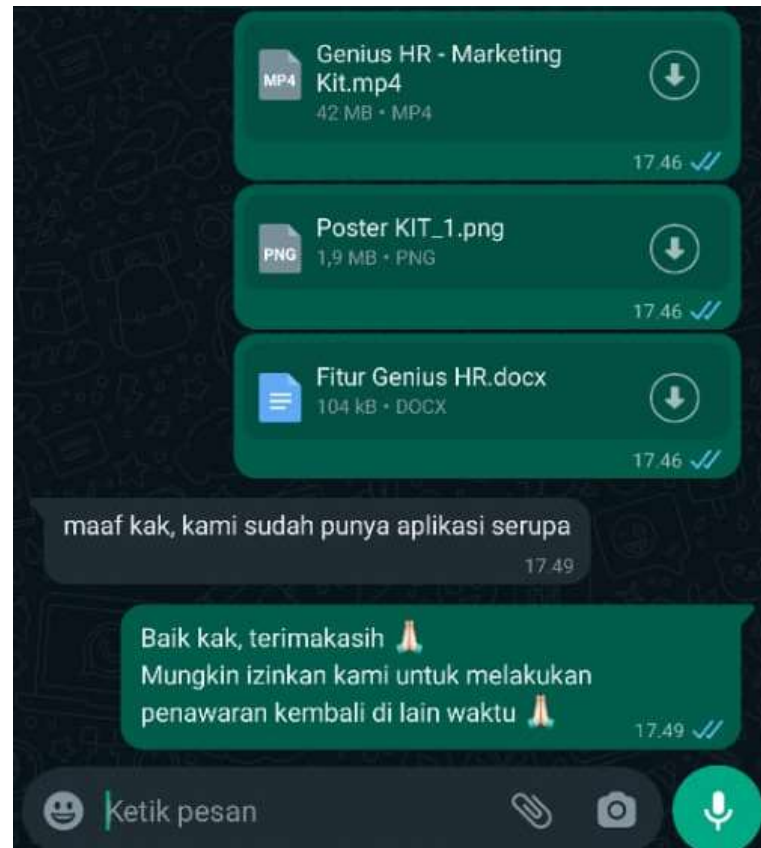 Genius HR - Marketing
MP4
Kit.mp4
42 MB • MP4
17.46
Poster KIT_1.png
PNG
1,9 MB • PNG
17.46
Fitur Genius HR.docx
104 kB • DOCX
17.46
maaf kak, kami sudah punya aplikasi serupa
17.49
Baik kak, terimakasih 🙏🏻
Mungkin izinkan kami untuk melakukan
penawaran kembali di lain waktu 🙏🏻
17.49
Ketik pesan